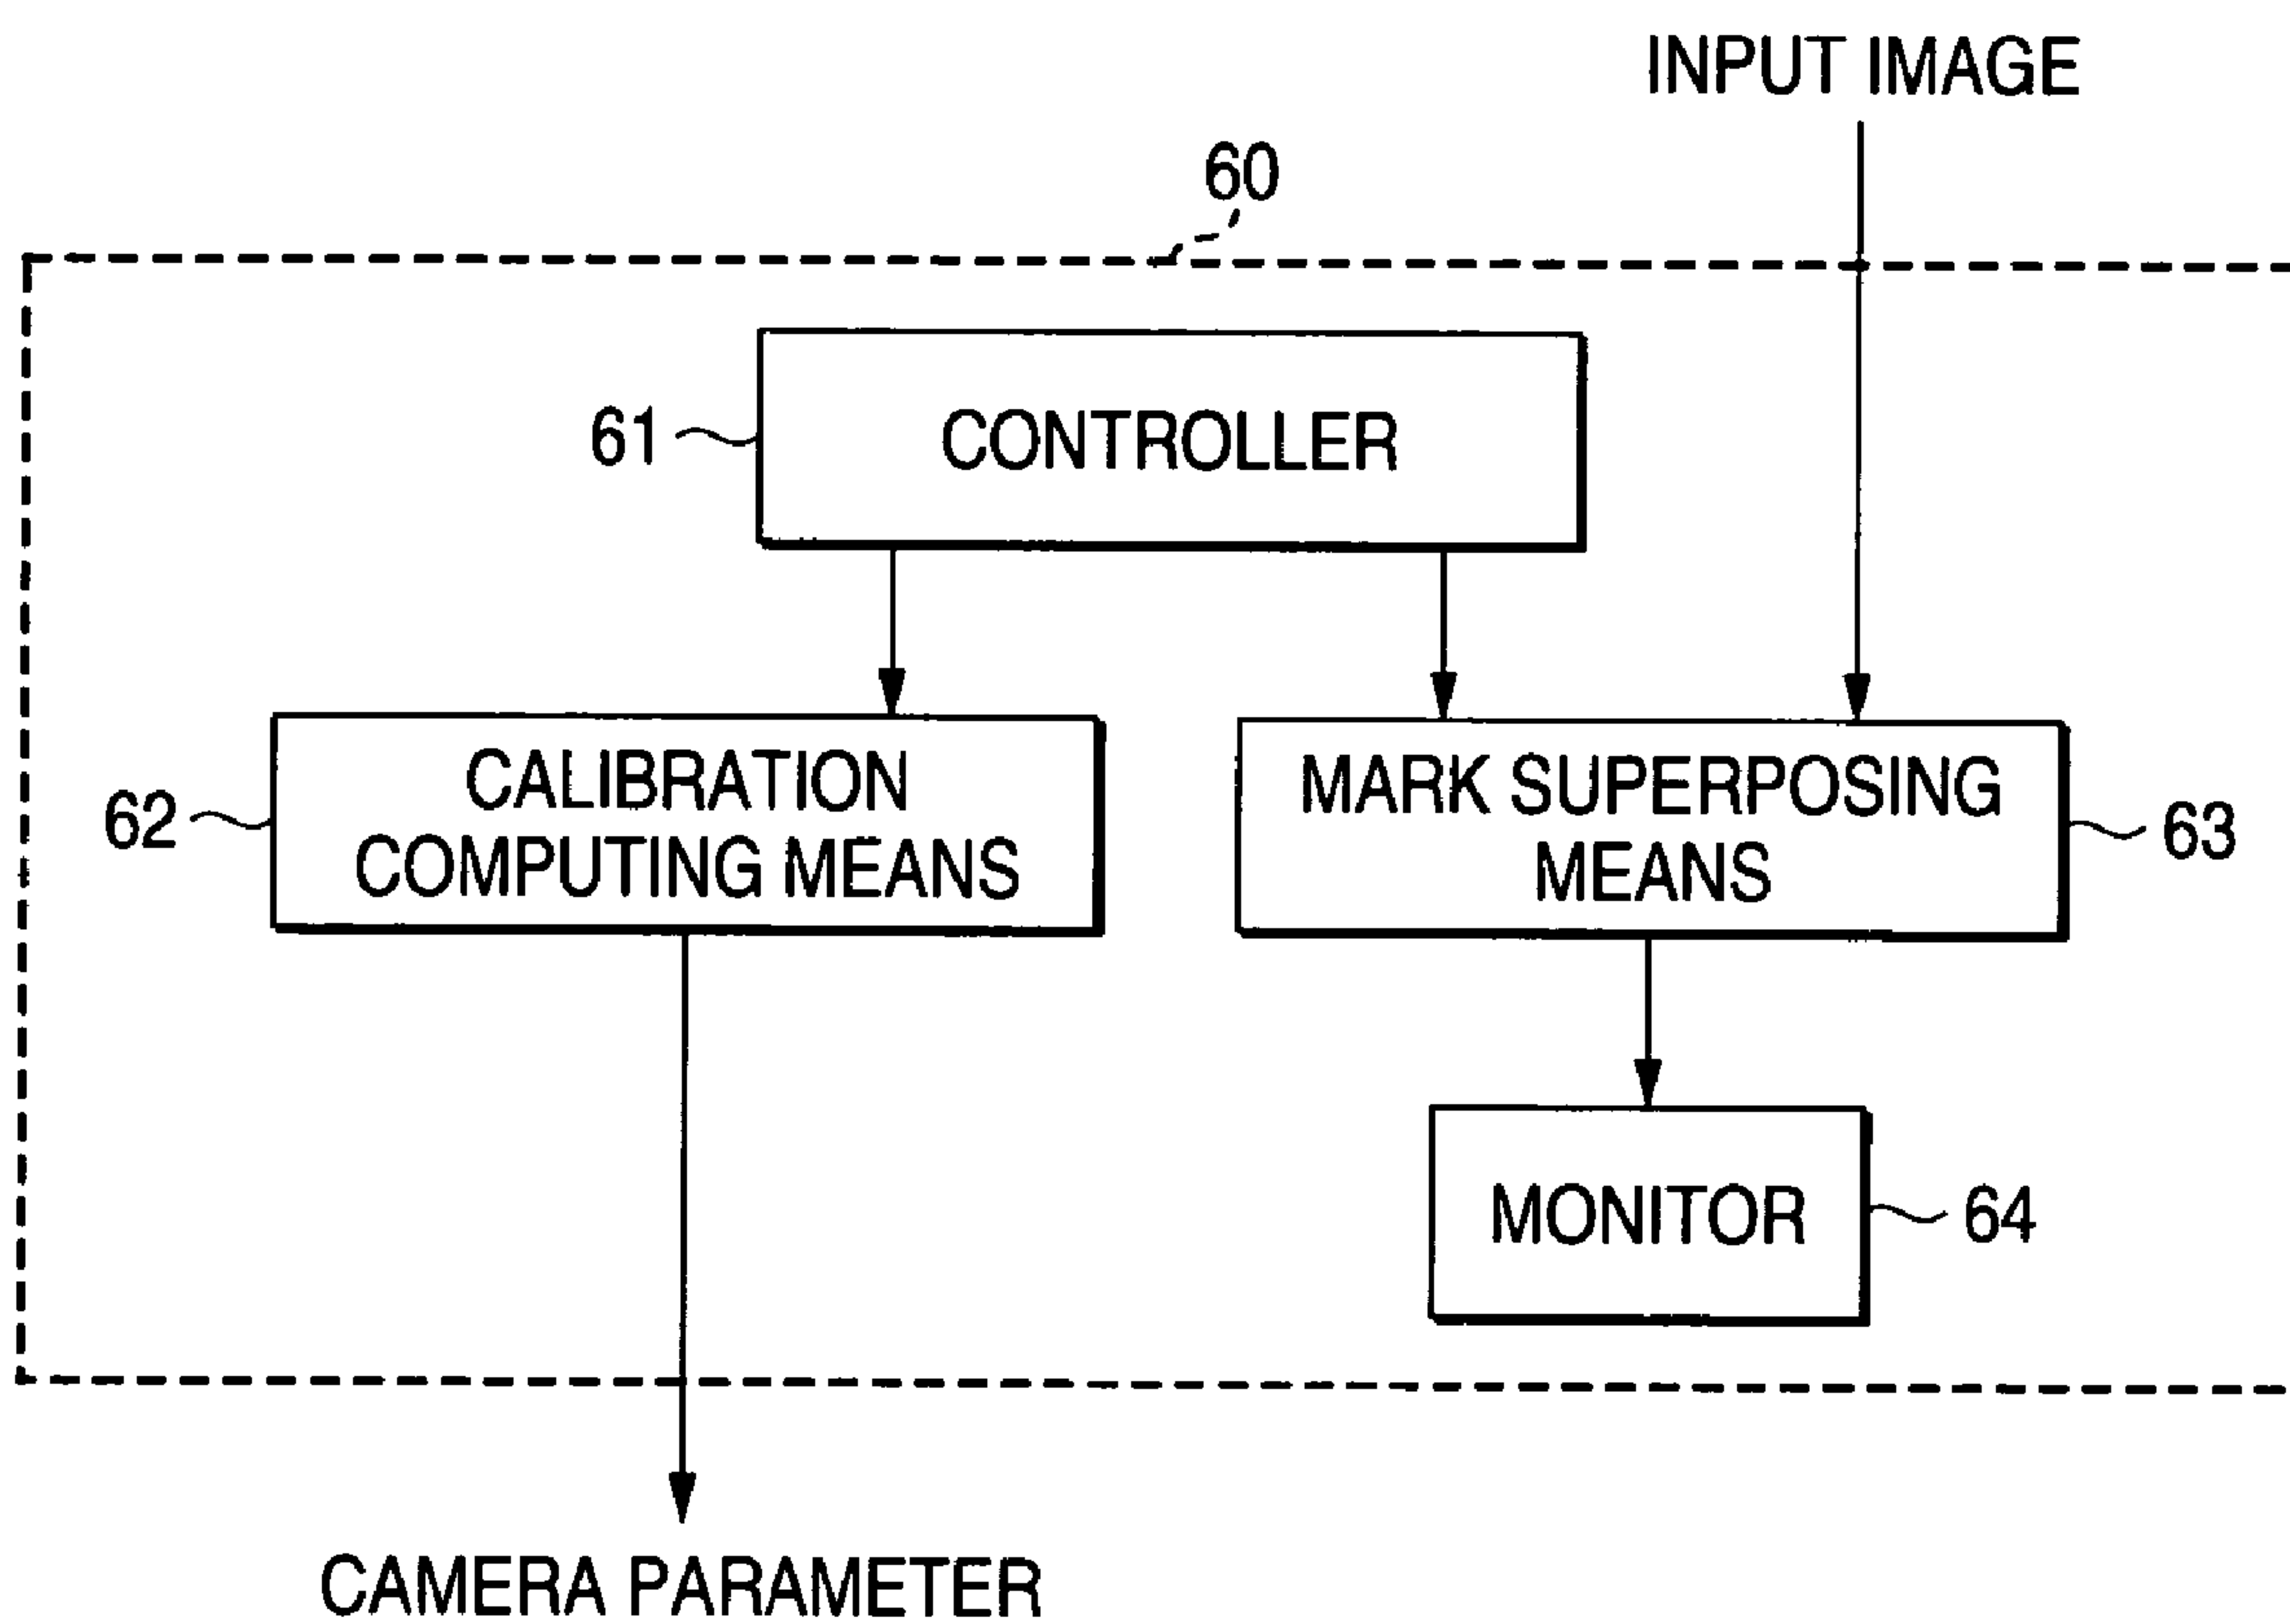 INPUT IMAGE
60
61
CONTROLLER
62
CALIBRATION
COMPUTING MEANS
MARK SUPERPOSING
MEANS
63
MONITOR
64
CAMERA PARAMETER